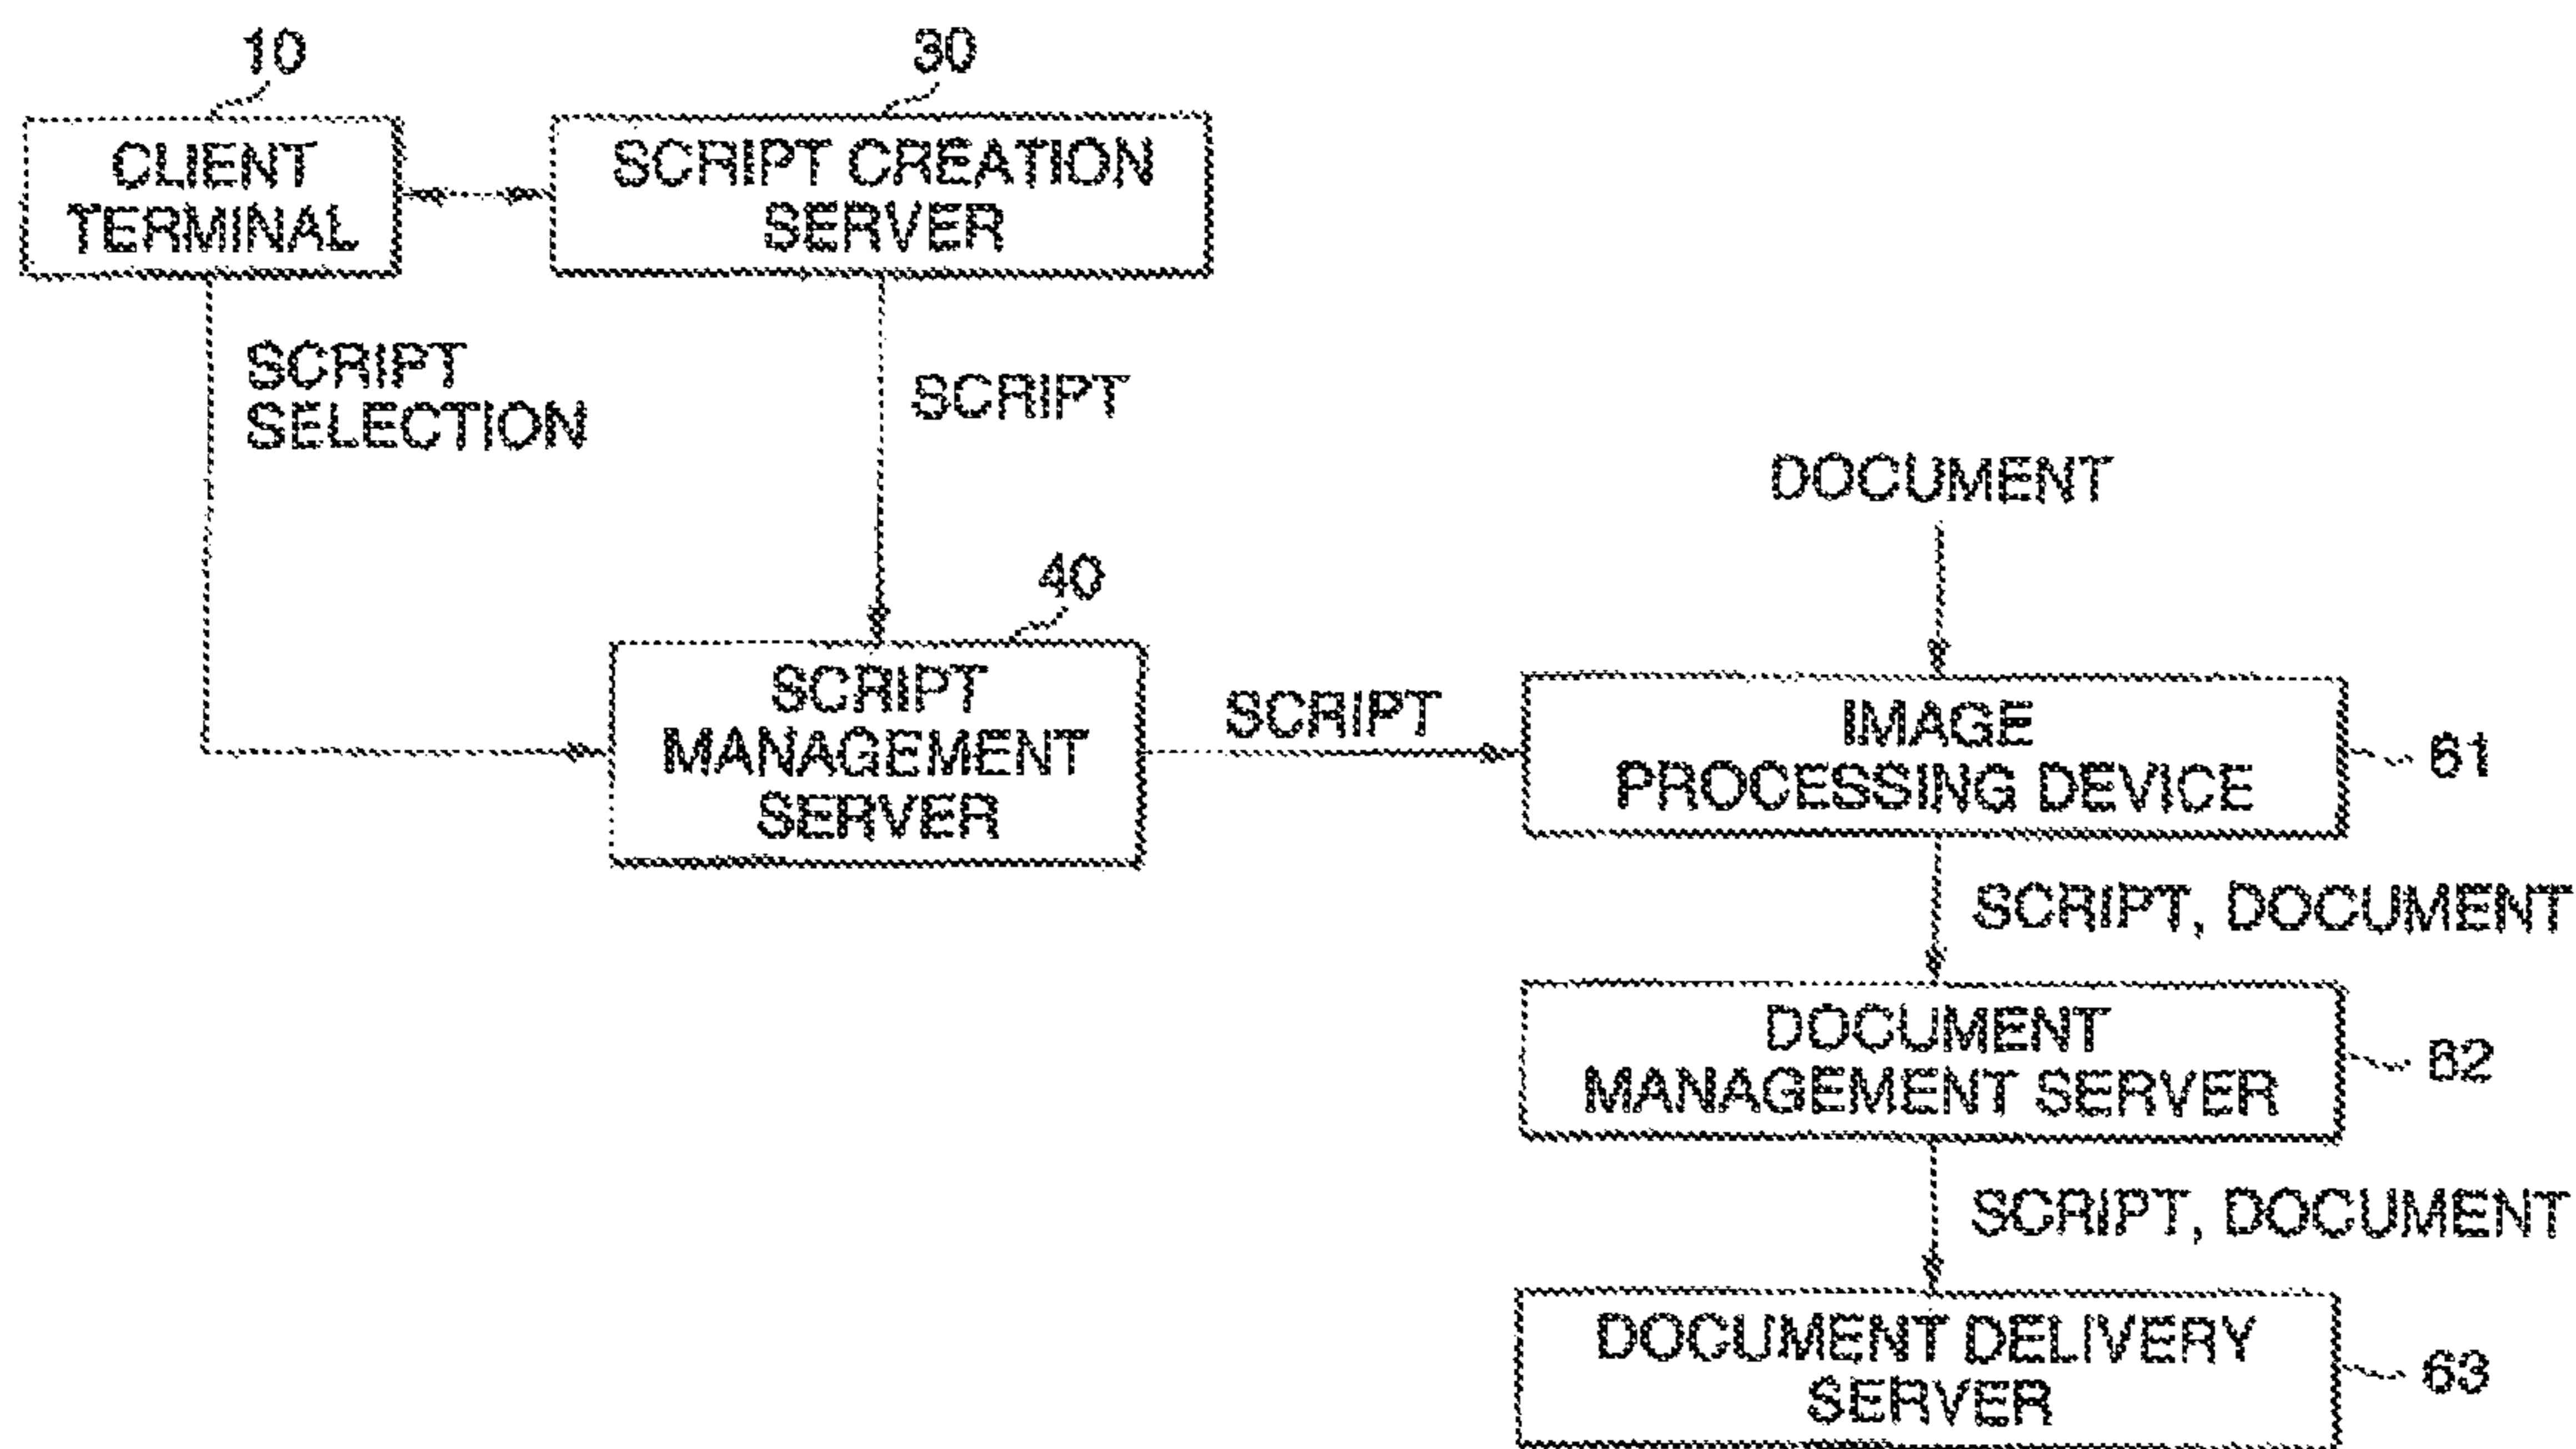 10
30
CLIENT
TERMINAL
SCRIPT CREATION
SERVER
SCRIPT
SELECTION
SCRIPT
DOCUMENT
40
SCRIPT
MANAGEMENT
SERVER
SCRIPT
IMAGE
PROCESSING DEVICE
61
SCRIPT, DOCUMENT
DOCUMENT
MANAGEMENT SERVER
62
SCRIPT, DOCUMENT
DOCUMENT DELIVERY
SERVER
63